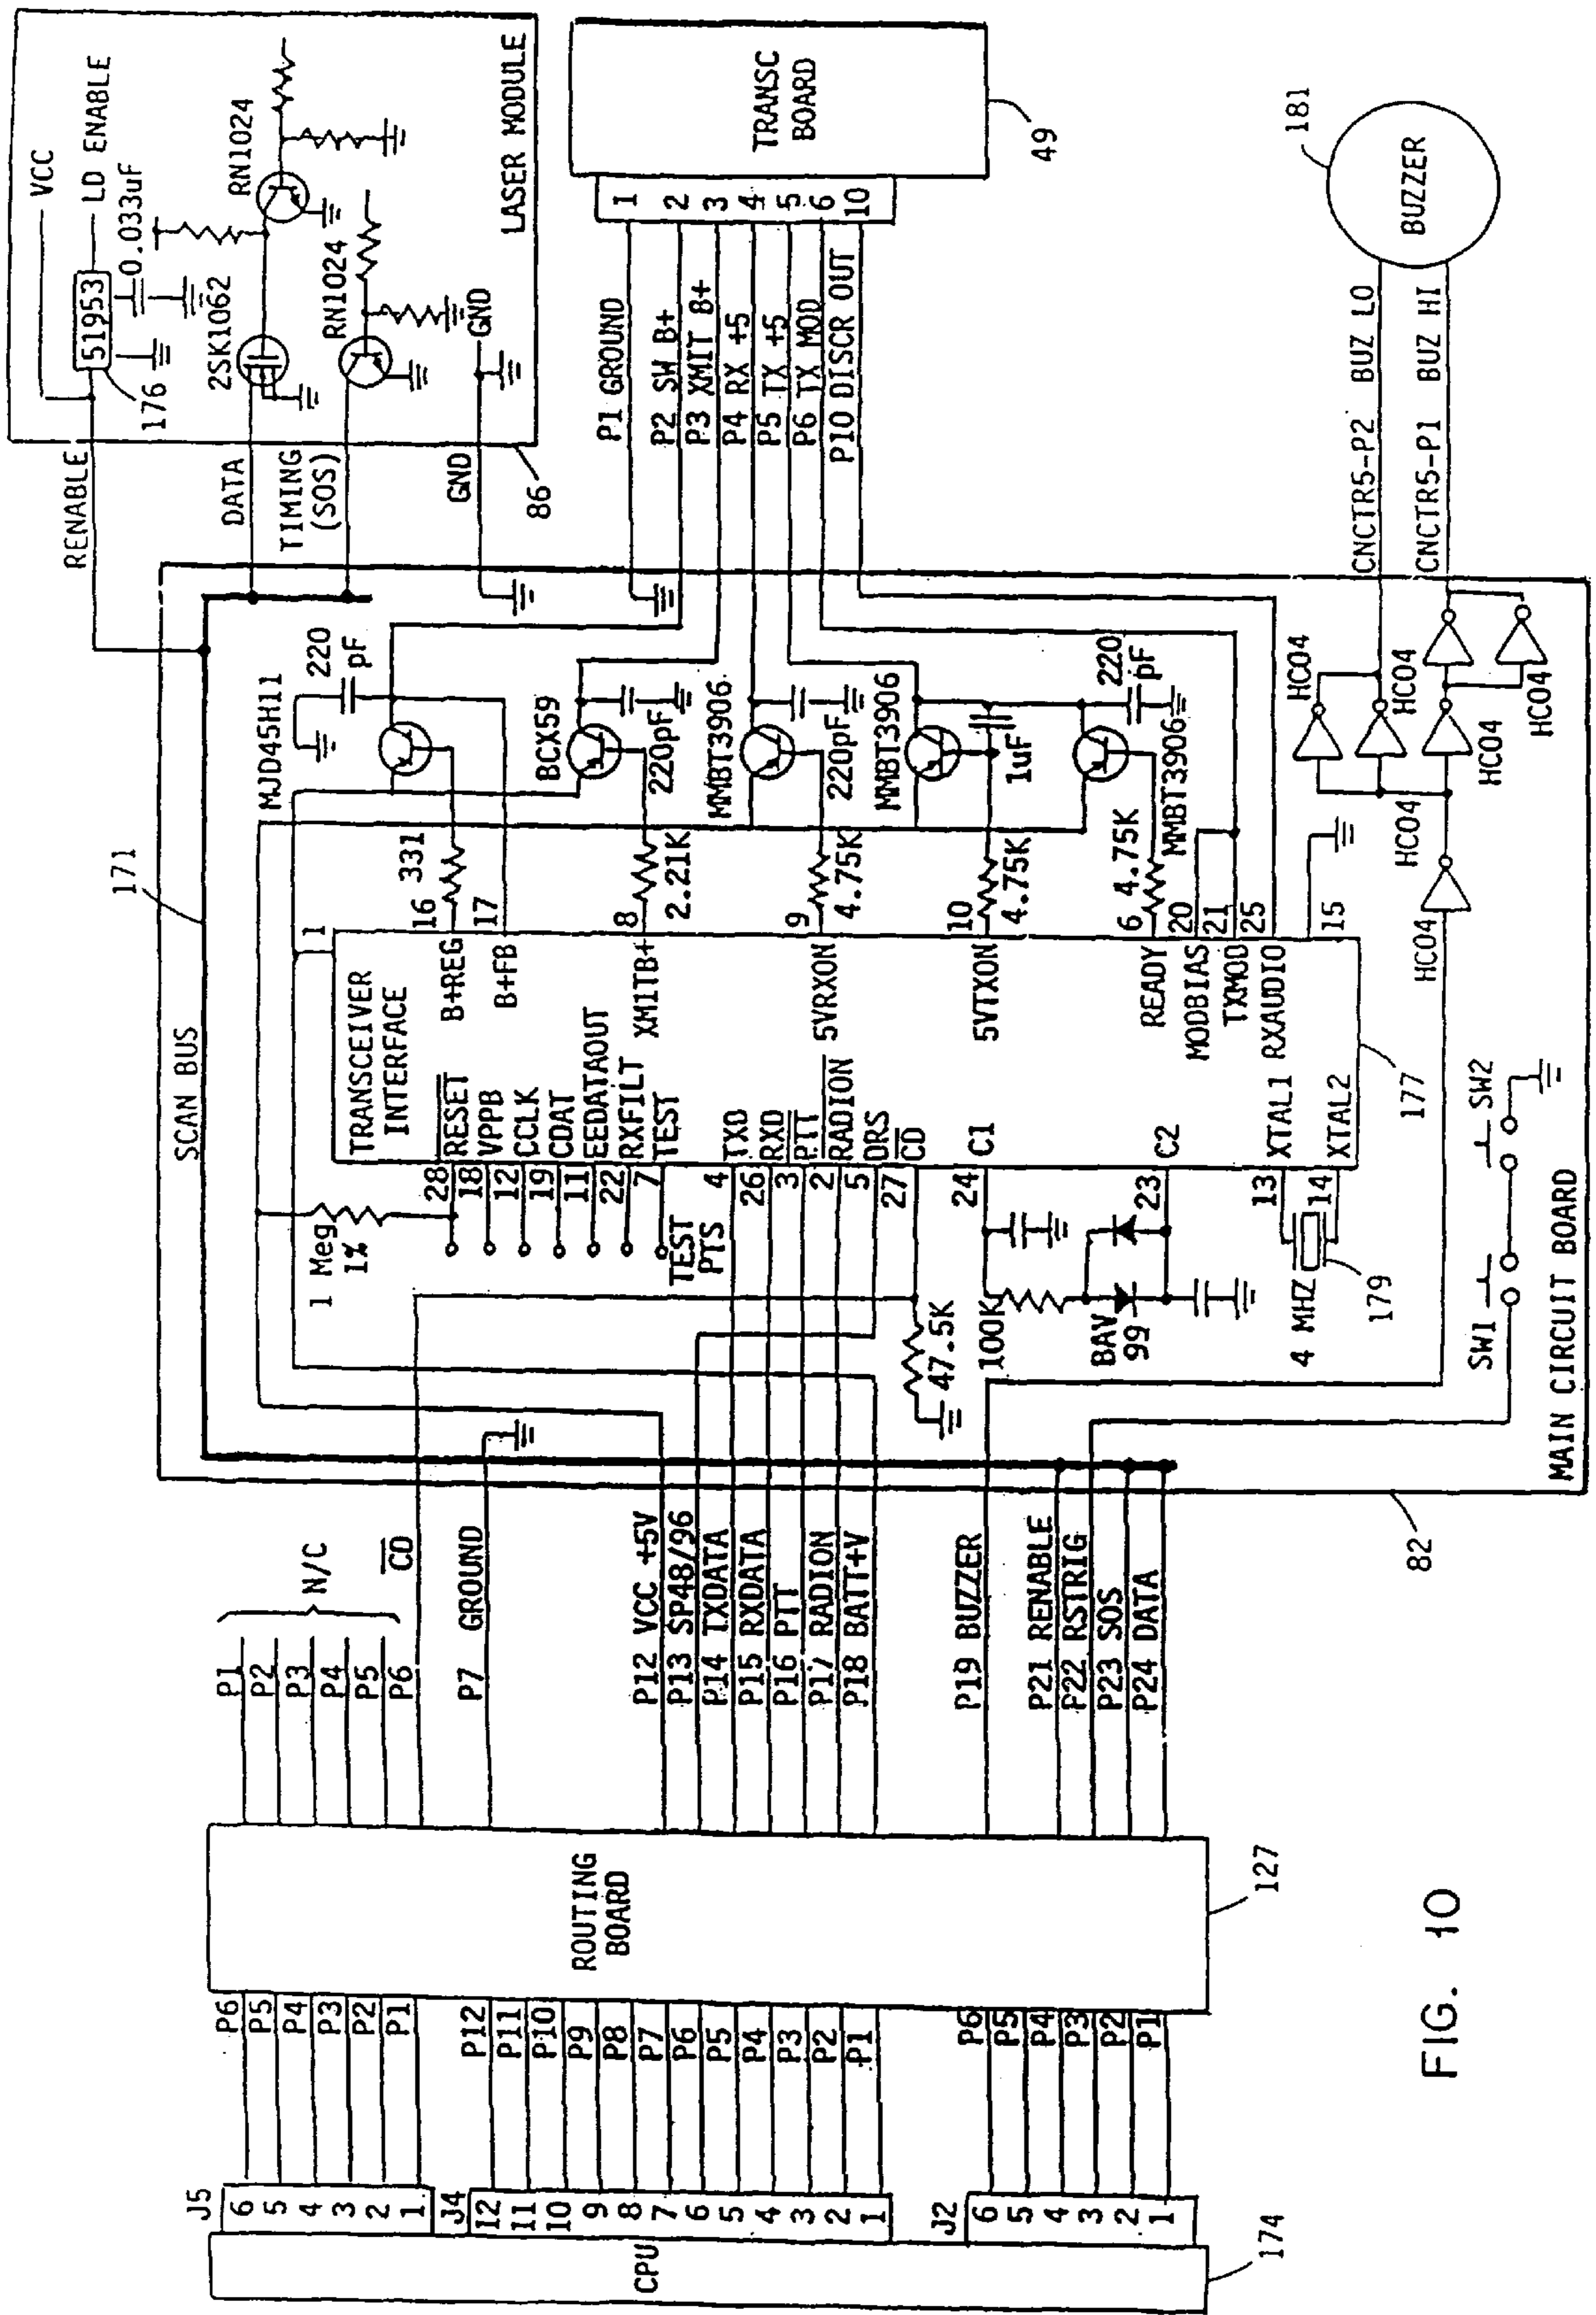 171
SCAN BUS
RENABLE
VCC
51953
LD ENABLE
176
0.033uF
DATA
2SK1062
RN1024
TIMING
(SOS)
RN1024
GND
GND
86
LASER MODULE
J5
6
5
4
3
2
1
P6
P5
P4
P3
P2
P1
P1
P2
P3
P4
P5
P6
N/C
CD
J4
12
11
10
9
8
7
6
5
4
3
2
1
P12
P11
P10
P9
P8
P7
P6
P5
P4
P3
P2
P1
CPU
ROUTING
BOARD
P7 GROUND
P12 VCC +5V
P13 SP48/96
P14 TXDATA
P15 RXDATA
P16 PTT
P17 RADION
P18 BATT+V
J2
6
5
4
3
2
1
P6
P5
P4
P3
P2
P1
P19 BUZZER
P21 RENABLE
P22 RSTRIG
P23 SOS
P24 DATA
174
127
82
1 Meg
1%
TRANSCEIVER
INTERFACE
1
28 RESET
18 VPPB
12 CCLK
19 CDAT
11 EEDATAOUT
22 RXFILT
7 TEST
TEST
PTS
4 TXD
26 RXD
3 PTT
2 RADION
5 DRS
27 CD
47.5K
24 C1
100K
BAV
99
23 C2
13 XTAL1
14 XTAL2
4 MHZ
179
177
B+REG 16
331
B+FB 17
XMITB+ 8
2.21K
5VRXON 9
4.75K
5VTXON 10
4.75K
READY 6
4.75K
MODBIAS 20
TXMOD 21
RXAUDIO 25
15
MJD45H11
220
pF
BCX59
220pF
MMBT3906
220pF
MMBT3906
1uF
MMBT3906
220
pF
P1 GROUND
P2 SW B+
P3 XMIT B+
P4 RX +5
P5 TX +5
P6 TX MOD
P10 DISCR OUT
1
2
3
4
5
6
10
TRANSC
BOARD
49
HC04
HC04
HC04
HC04
HC04
HC04
CNCTR5-P2 BUZ LO
CNCTR5-P1 BUZ HI
BUZZER
181
SW1
SW2
MAIN CIRCUIT BOARD
FIG. 10